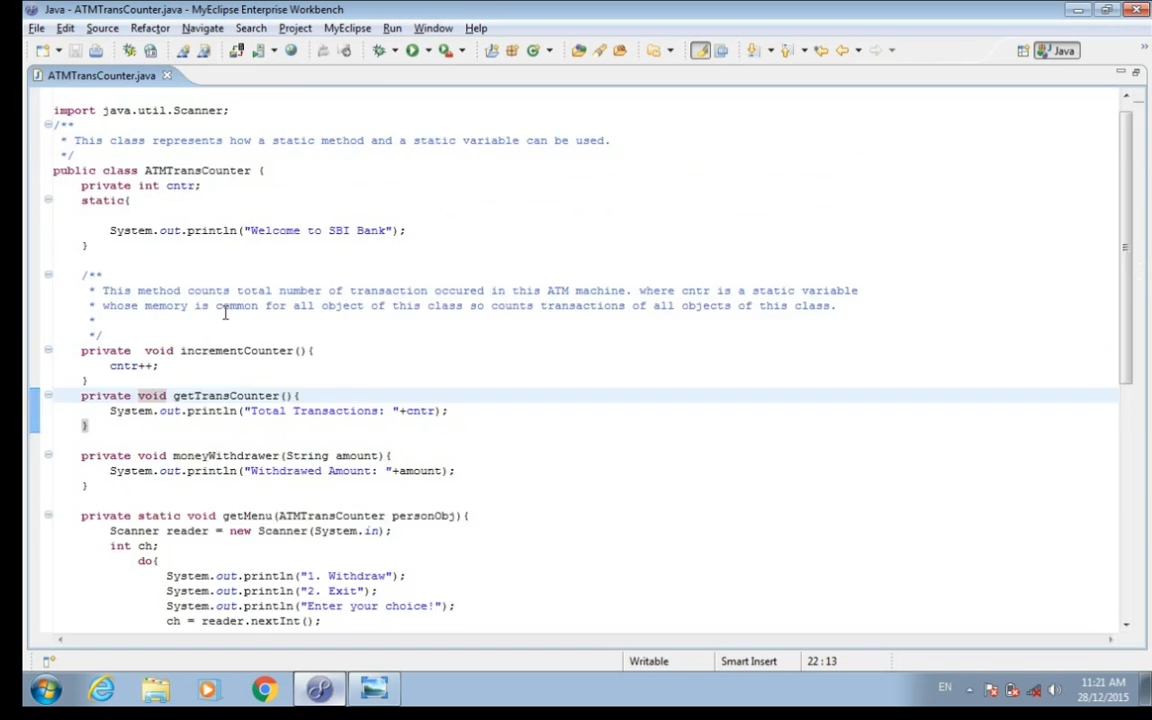 Java - ATMTransCounter.java - MyEclipse Enterprise Workbench
File Edit Source Refactor Navigate Search Project MyEclipse Run Window Help
Java
ATMTransCounter.java
import java.util.Scanner;
/**
* This class represents how a static method and a static variable can be used.
*/
public class ATMTransCounter {
private int cntr;
static{
System.out.println("Welcome to SBI Bank");
}
/**
* This method counts total number of transaction occured in this ATM machine. where cntr is a static variable
* whose memory is common for all object of this class so counts transactions of all objects of this class.
*
*/
private  void incrementCounter(){
cntr++;
}
private void getTransCounter(){
System.out.println("Total Transactions: "+cntr);
}
private void moneyWithdrawer(String amount){
System.out.println("Withdrawed Amount: "+amount);
}
private static void getMenu(ATMTransCounter personObj){
Scanner reader = new Scanner(System.in);
int ch;
do{
System.out.println("1. Withdraw");
System.out.println("2. Exit");
System.out.println("Enter your choice!");
ch = reader.nextInt();
Writable Smart Insert 22:13
EN 11:21 AM
28/12/2015